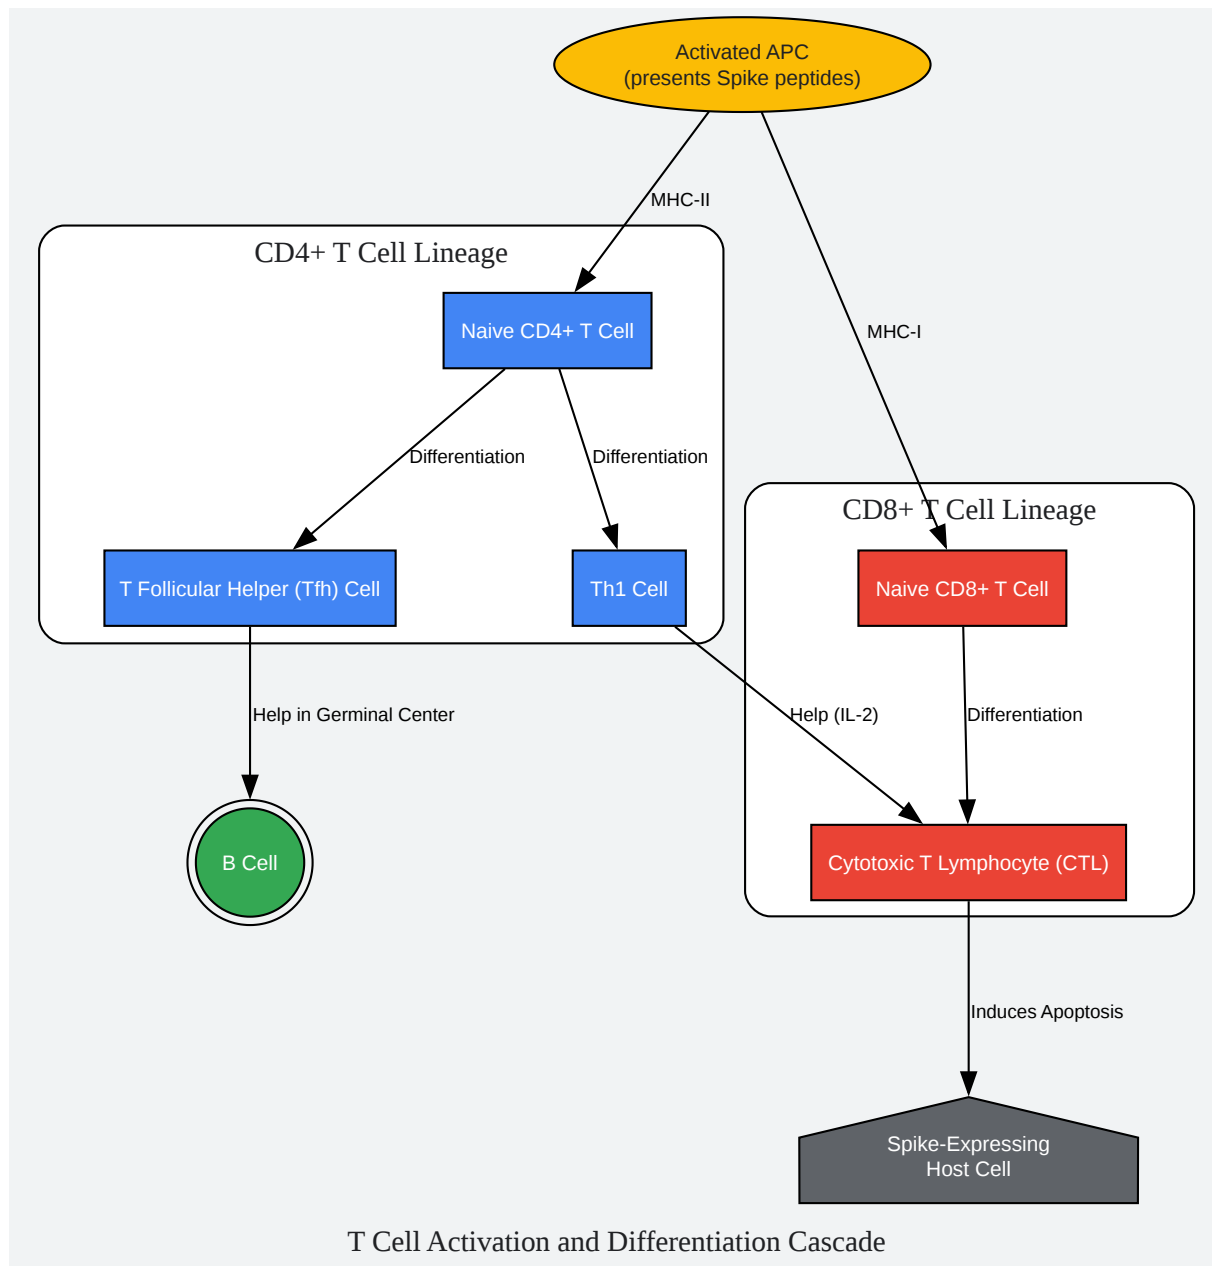 Activated APC
(presents Spike peptides)
MHC-II
CD4+ T Cell Lineage
Naive CD4+ T Cell
MHC-I
Differentiation
Differentiation
CD8+ T Cell Lineage
T Follicular Helper (Tfh) Cell
Th1 Cell
Naive CD8+ T Cell
Help in Germinal Center
Help (IL-2)
Differentiation
B Cell
Cytotoxic T Lymphocyte (CTL)
Induces Apoptosis
Spike-Expressing
Host Cell
T Cell Activation and Differentiation Cascade